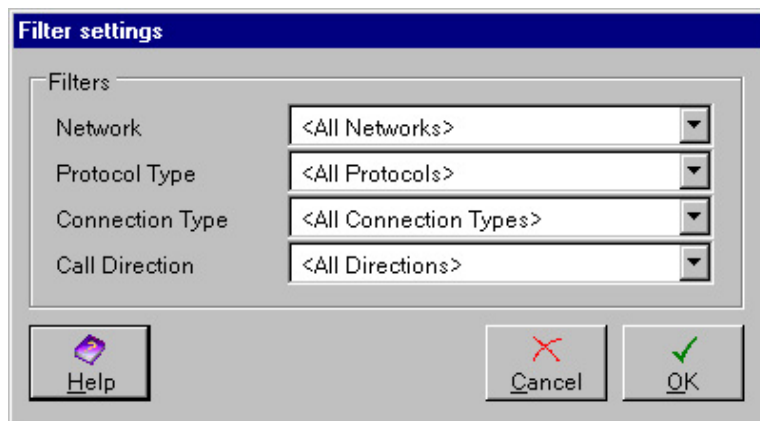 Filter settings
Filters
Network <All Networks>
Protocol Type <All Protocols>
Connection Type <All Connection Types>
Call Direction <All Directions>
Help Cancel OK